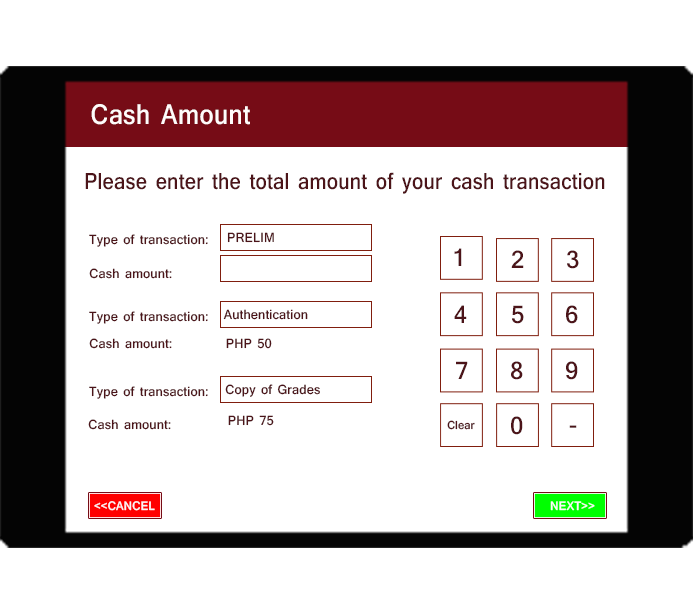 Cash Amount
Please enter the total amount of your cash transaction
Type of transaction: PRELIM
Cash amount:
Type of transaction: Authentication
Cash amount: PHP 50
Type of transaction: Copy of Grades
Cash amount: PHP 75
1 2 3
4 5 6
7 8 9
Clear 0 -
<<CANCEL
NEXT>>